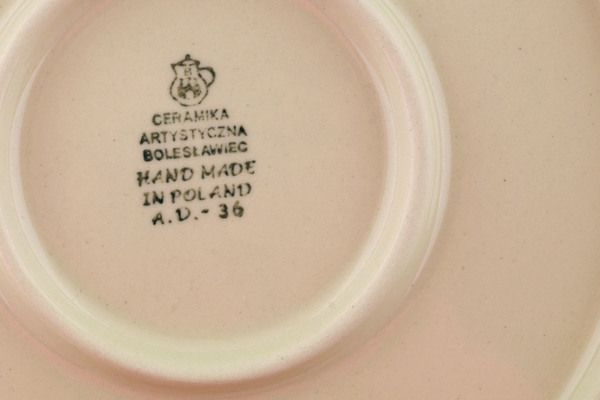 B
CERAMIKA
ARTYSTYCZNA
BOLESŁAWIEC
HAND MADE
IN POLAND
A.D.- 36